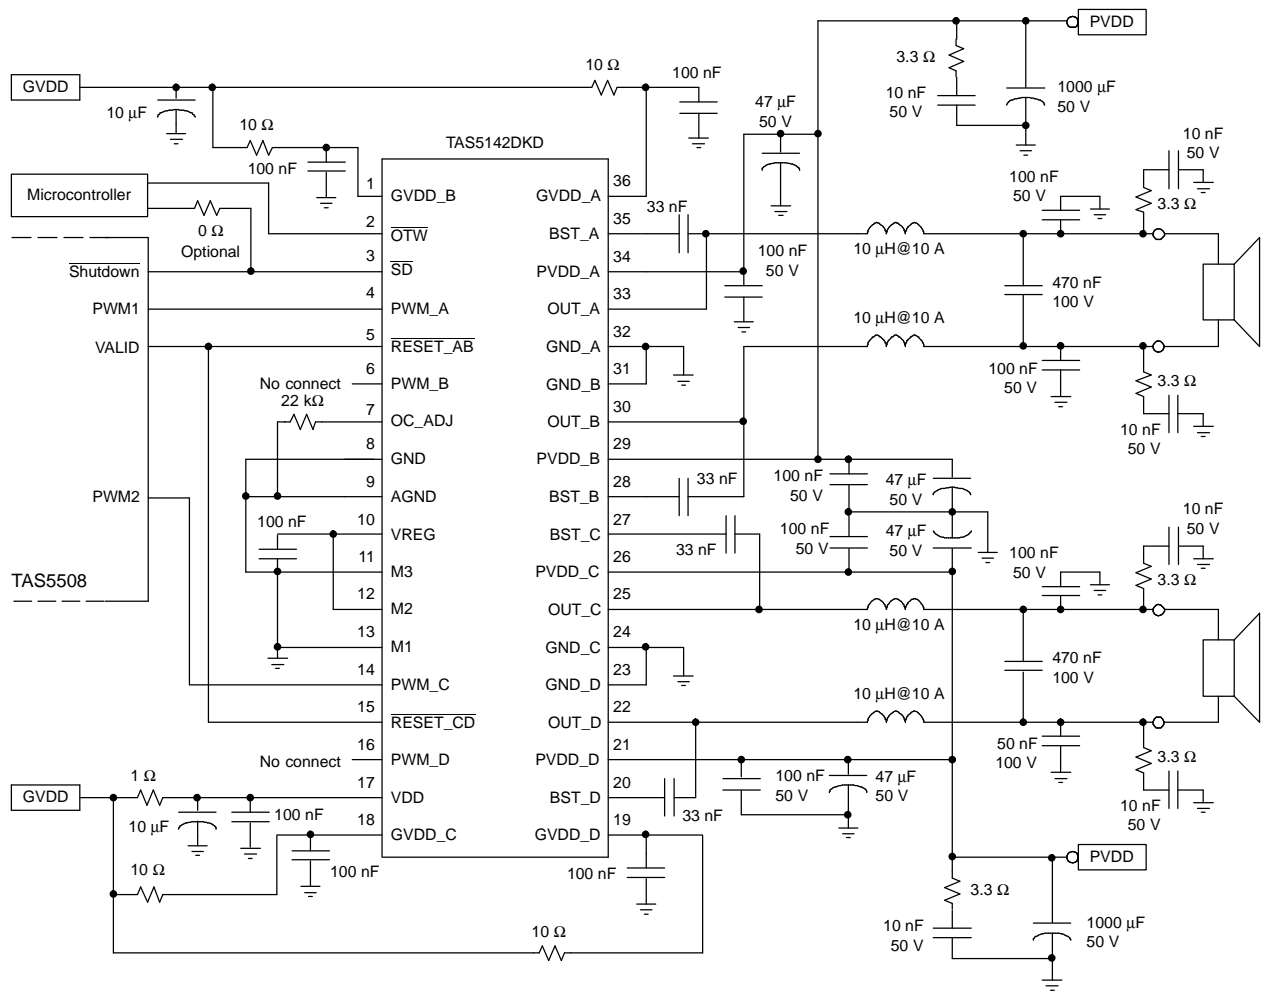 PVDD
3.3 Ω
10 nF
50 V
1000 µF
50 V
GVDD
10 µF
10 Ω
100 nF
10 Ω
100 nF
47 µF
50 V
TAS5142DKD
Microcontroller
0 Ω
Optional
Shutdown
PWM1
VALID
PWM2
TAS5508
1
GVDD_B
2
OTW
3
SD
4
PWM_A
5
RESET_AB
No connect
6
PWM_B
22 kΩ
7
OC_ADJ
8
GND
9
AGND
100 nF
10
VREG
11
M3
12
M2
13
M1
14
PWM_C
15
RESET_CD
No connect
16
PWM_D
17
VDD
18
GVDD_C
36
GVDD_A
35
BST_A
34
PVDD_A
33
OUT_A
32
GND_A
31
GND_B
30
OUT_B
29
PVDD_B
28
BST_B
27
BST_C
26
PVDD_C
25
OUT_C
24
GND_C
23
GND_D
22
OUT_D
21
PVDD_D
20
BST_D
19
GVDD_D
33 nF
100 nF
50 V
10 µH@10 A
10 µH@10 A
100 nF
50 V
10 nF
50 V
3.3 Ω
470 nF
100 V
100 nF
50 V
3.3 Ω
10 nF
50 V
33 nF
33 nF
100 nF
50 V
47 µF
50 V
100 nF
50 V
47 µF
50 V
10 µH@10 A
10 µH@10 A
100 nF
50 V
10 nF
50 V
3.3 Ω
470 nF
100 V
50 nF
100 V
3.3 Ω
10 nF
50 V
100 nF
50 V
47 µF
50 V
33 nF
GVDD
1 Ω
10 µF
100 nF
10 Ω
100 nF
100 nF
10 Ω
PVDD
3.3 Ω
10 nF
50 V
1000 µF
50 V